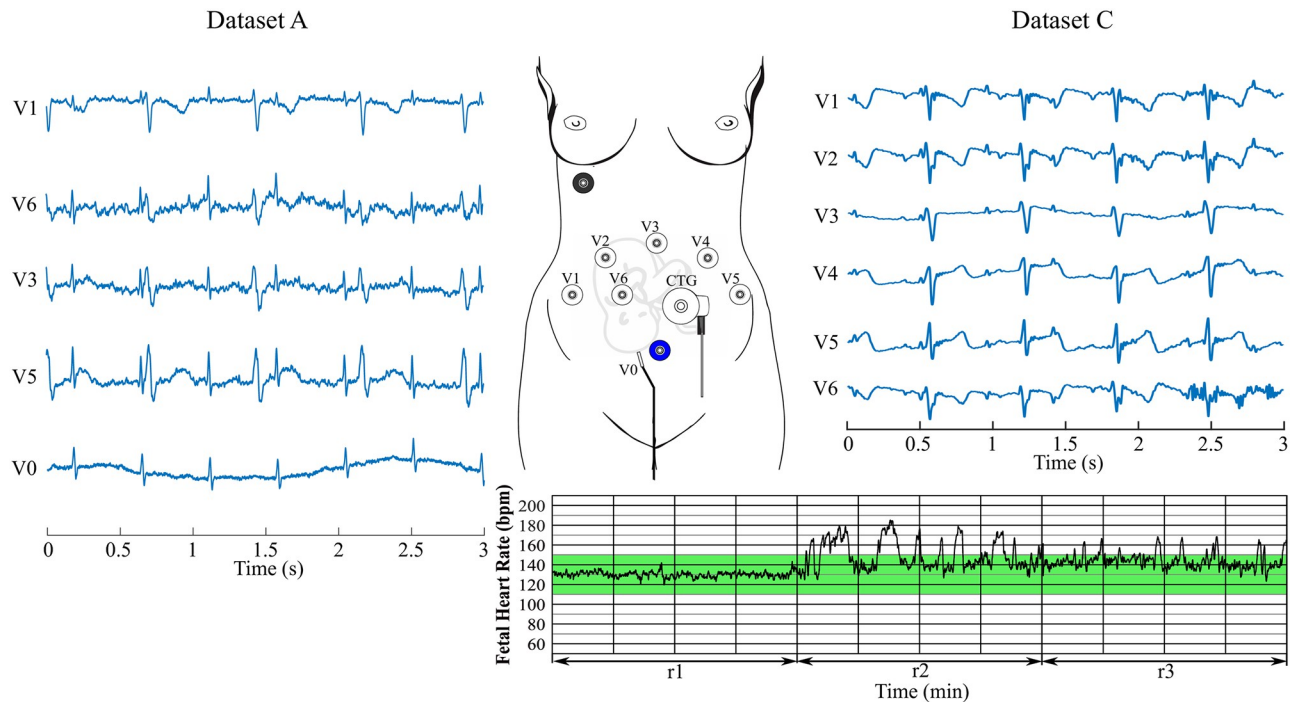 Dataset A
Dataset C
V1
V6
V3
V5
V0
0 0.5 1 1.5 2 2.5 3
Time (s)
V3
V2 V4
V1 V6 CTG V5
V0
V1
V2
V3
V4
V5
V6
0 0.5 1 1.5 2 2.5 3
Time (s)
Fetal Heart Rate (bpm)
200
180
160
140
120
100
80
60
r1 r2 r3
Time (min)